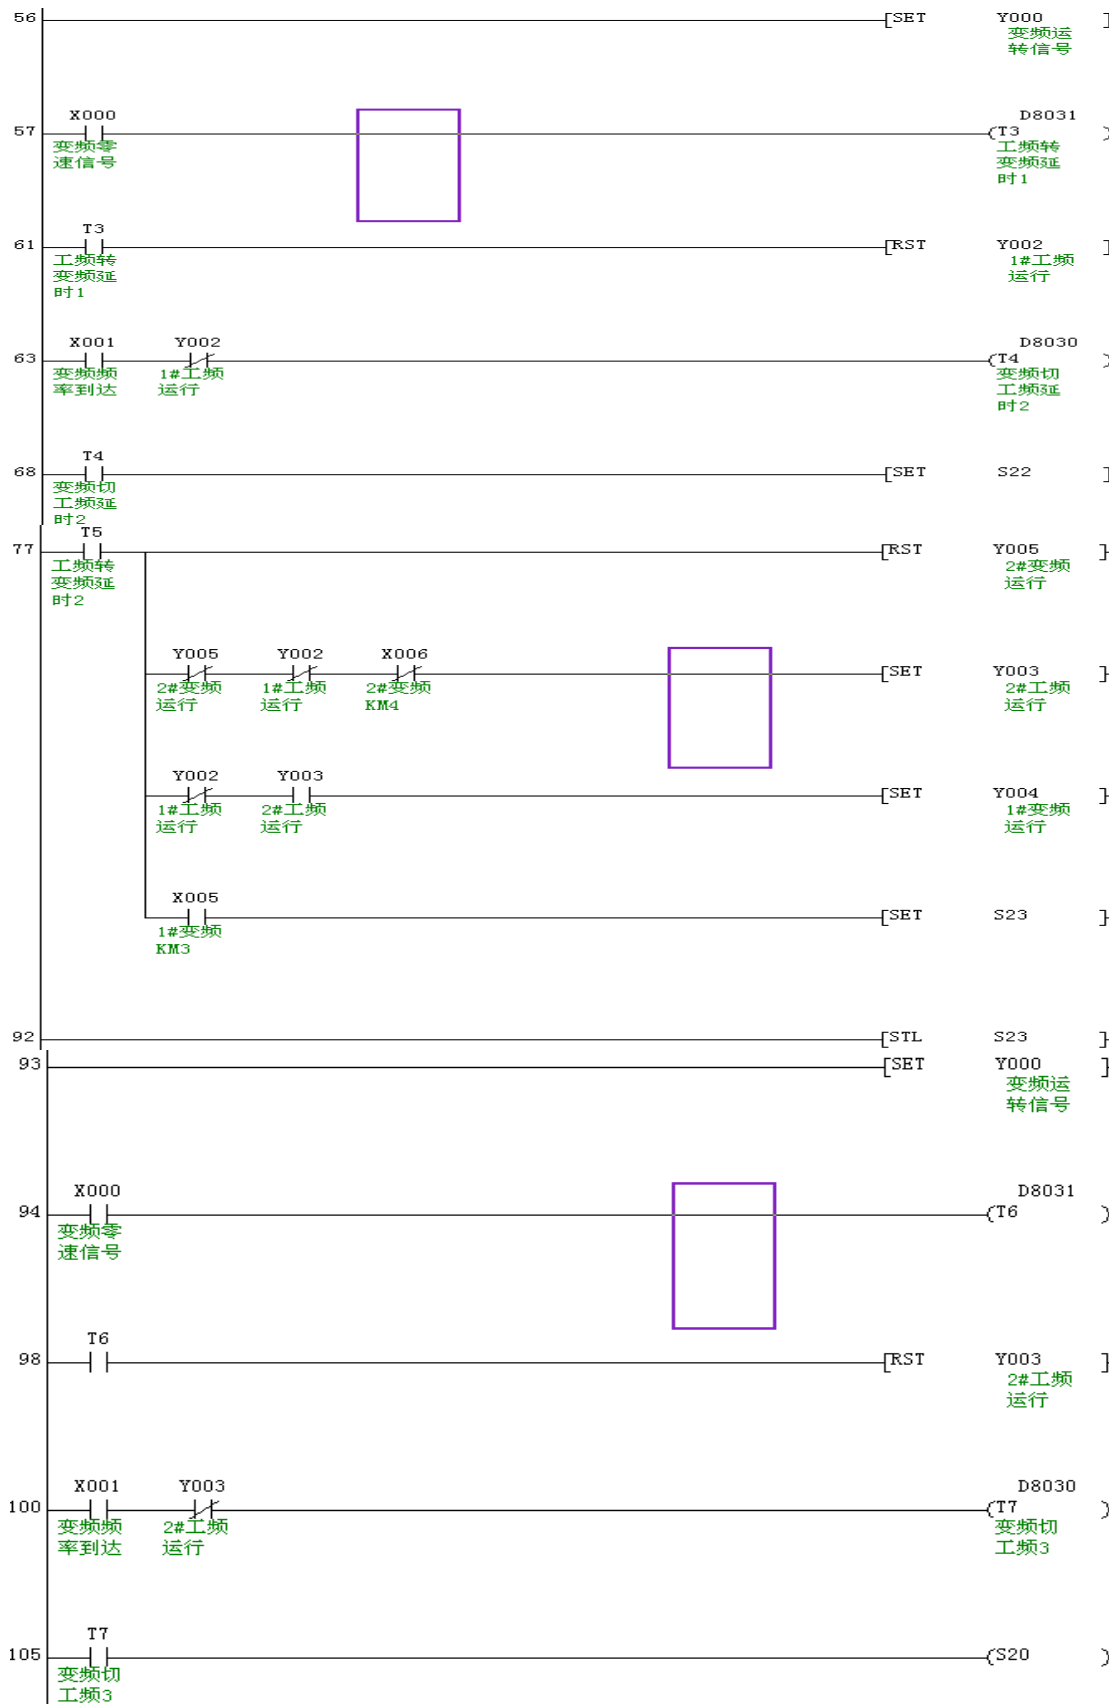 56 [SET Y000 ]
变频运
转信号
X000 D8031
57 (T3 )
变频零 工频转
速信号 变频延
时1
T3
61 [RST Y002 ]
工频转 1#工频
变频延 运行
时1
X001 Y002 D8030
63 (T4 )
变频频 1#工频 变频切
率到达 运行 工频延
时2
T4
68 [SET S22 ]
变频切
工频延
时2
T5
77 [RST Y005 ]
工频转 2#变频
变频延 运行
时2
Y005 Y002 X006
[SET Y003 ]
2#变频 1#工频 2#变频 2#工频
运行 运行 KM4 运行
Y002 Y003
[SET Y004 ]
1#工频 2#工频 1#变频
运行 运行 运行
X005
[SET S23 ]
1#变频
KM3
92 [STL S23 ]
93 [SET Y000 ]
变频运
转信号
X000 D8031
94 (T6 )
变频零
速信号
T6
98 [RST Y003 ]
2#工频
运行
X001 Y003 D8030
100 (T7 )
变频频 2#工频 变频切
率到达 运行 工频3
T7
105 (S20 )
变频切
工频3